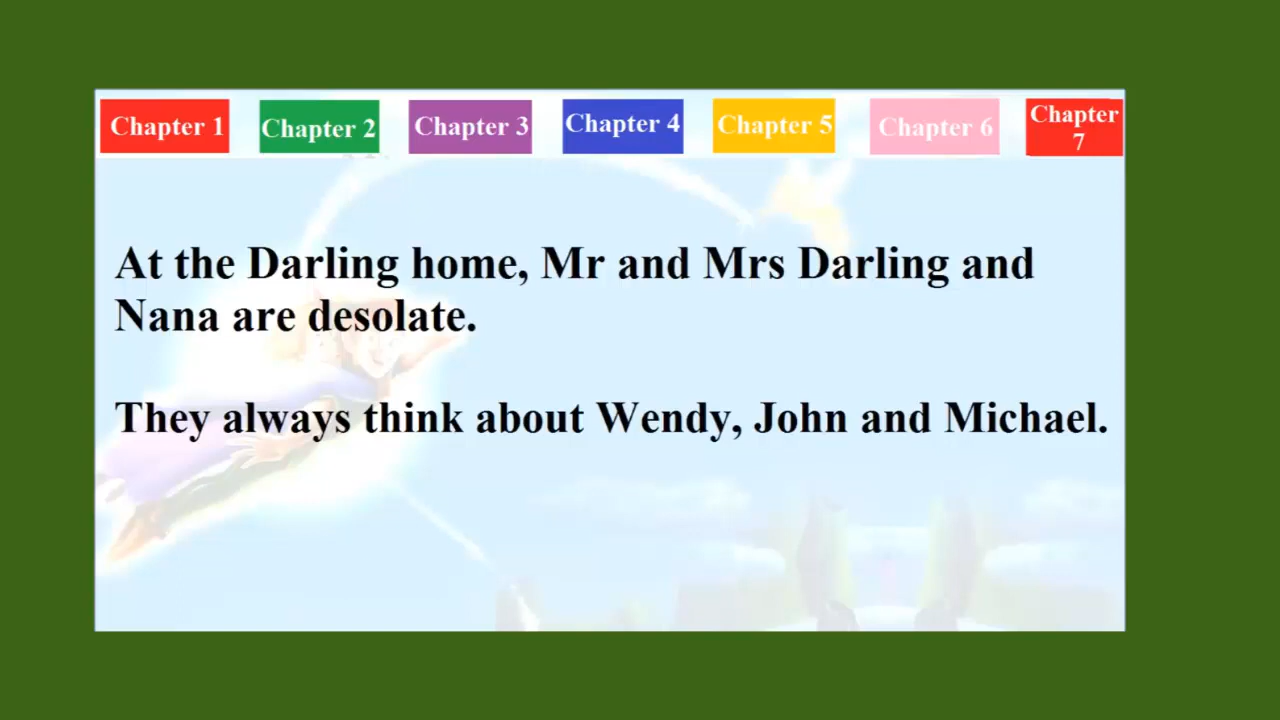 Chapter 1
Chapter 2
Chapter 3
Chapter 4
Chapter 5
Chapter 6
Chapter
7
At the Darling home, Mr and Mrs Darling and
Nana are desolate.
They always think about Wendy, John and Michael.